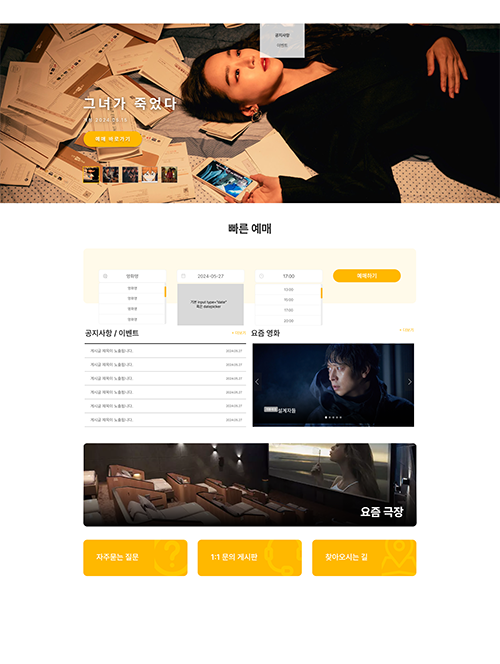 공지사항
이벤트
그녀가 죽었다
개봉 2024.05.15
예매 바로가기
빠른 예매
영화명
2024-05-27
17:00
예매하기
영화명
영화명
영화명
영화명
기본 input type="date"
혹은 datepicker
10:00
15:00
17:00
20:00
공지사항 / 이벤트
+ 더보기
요즘 영화
+ 더보기
게시글 제목이 노출됩니다.
2024.05.27
게시글 제목이 노출됩니다.
2024.05.27
게시글 제목이 노출됩니다.
2024.05.27
게시글 제목이 노출됩니다.
2024.05.27
게시글 제목이 노출됩니다.
2024.05.27
게시글 제목이 노출됩니다.
2024.05.27
설계자들
요즘 극장
자주묻는 질문
1:1 문의 게시판
찾아오시는 길